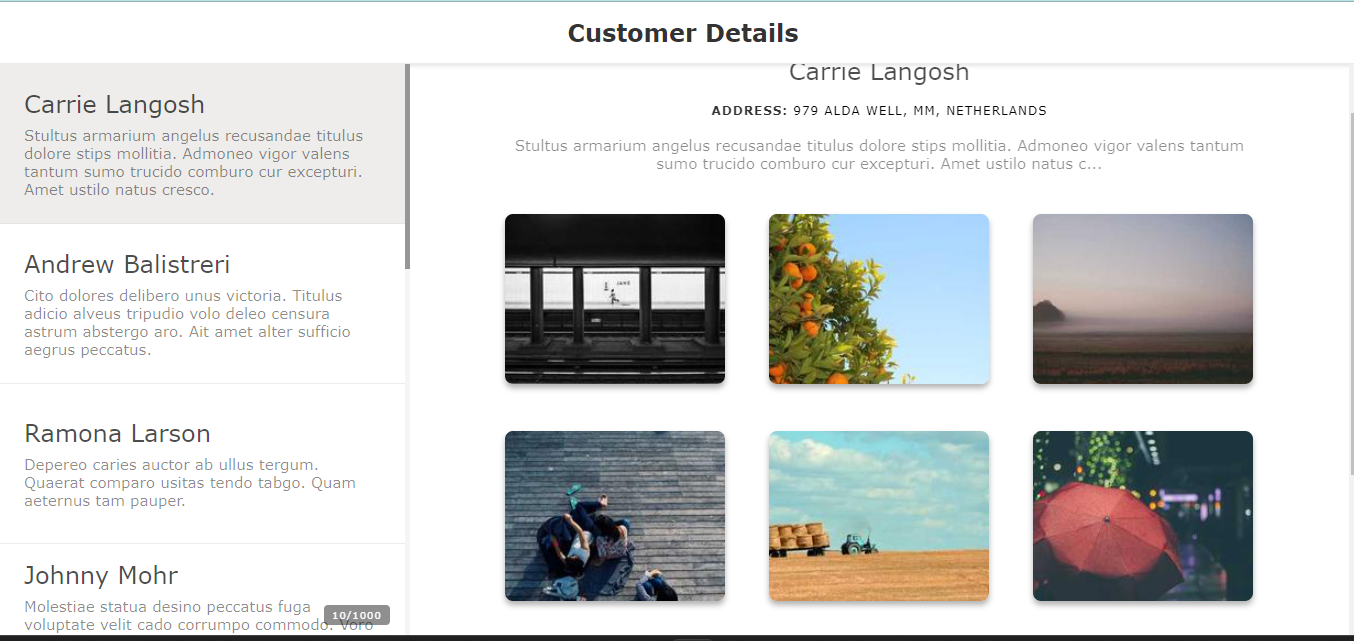 Customer Details
Carrie Langosh
Stultus armarium angelus recusandae titulus
dolore stips mollitia. Admoneo vigor valens
tantum sumo trucido comburo cur excepturi.
Amet ustilo natus cresco.
Andrew Balistreri
Cito dolores delibero unus victoria. Titulus
adicio alveus tripudio volo deleo censura
astrum abstergo aro. Ait amet alter sufficio
aegrus peccatus.
Ramona Larson
Depereo caries auctor ab ullus tergum.
Quaerat comparo usitas tendo tabgo. Quam
aeternus tam pauper.
Johnny Mohr
Molestiae statua desino peccatus fuga
voluptate velit cado corrumpo commodo. Voro
10/1000
Carrie Langosh
ADDRESS: 979 ALDA WELL, MM, NETHERLANDS
Stultus armarium angelus recusandae titulus dolore stips mollitia. Admoneo vigor valens tantum
sumo trucido comburo cur excepturi. Amet ustilo natus c...
JANE